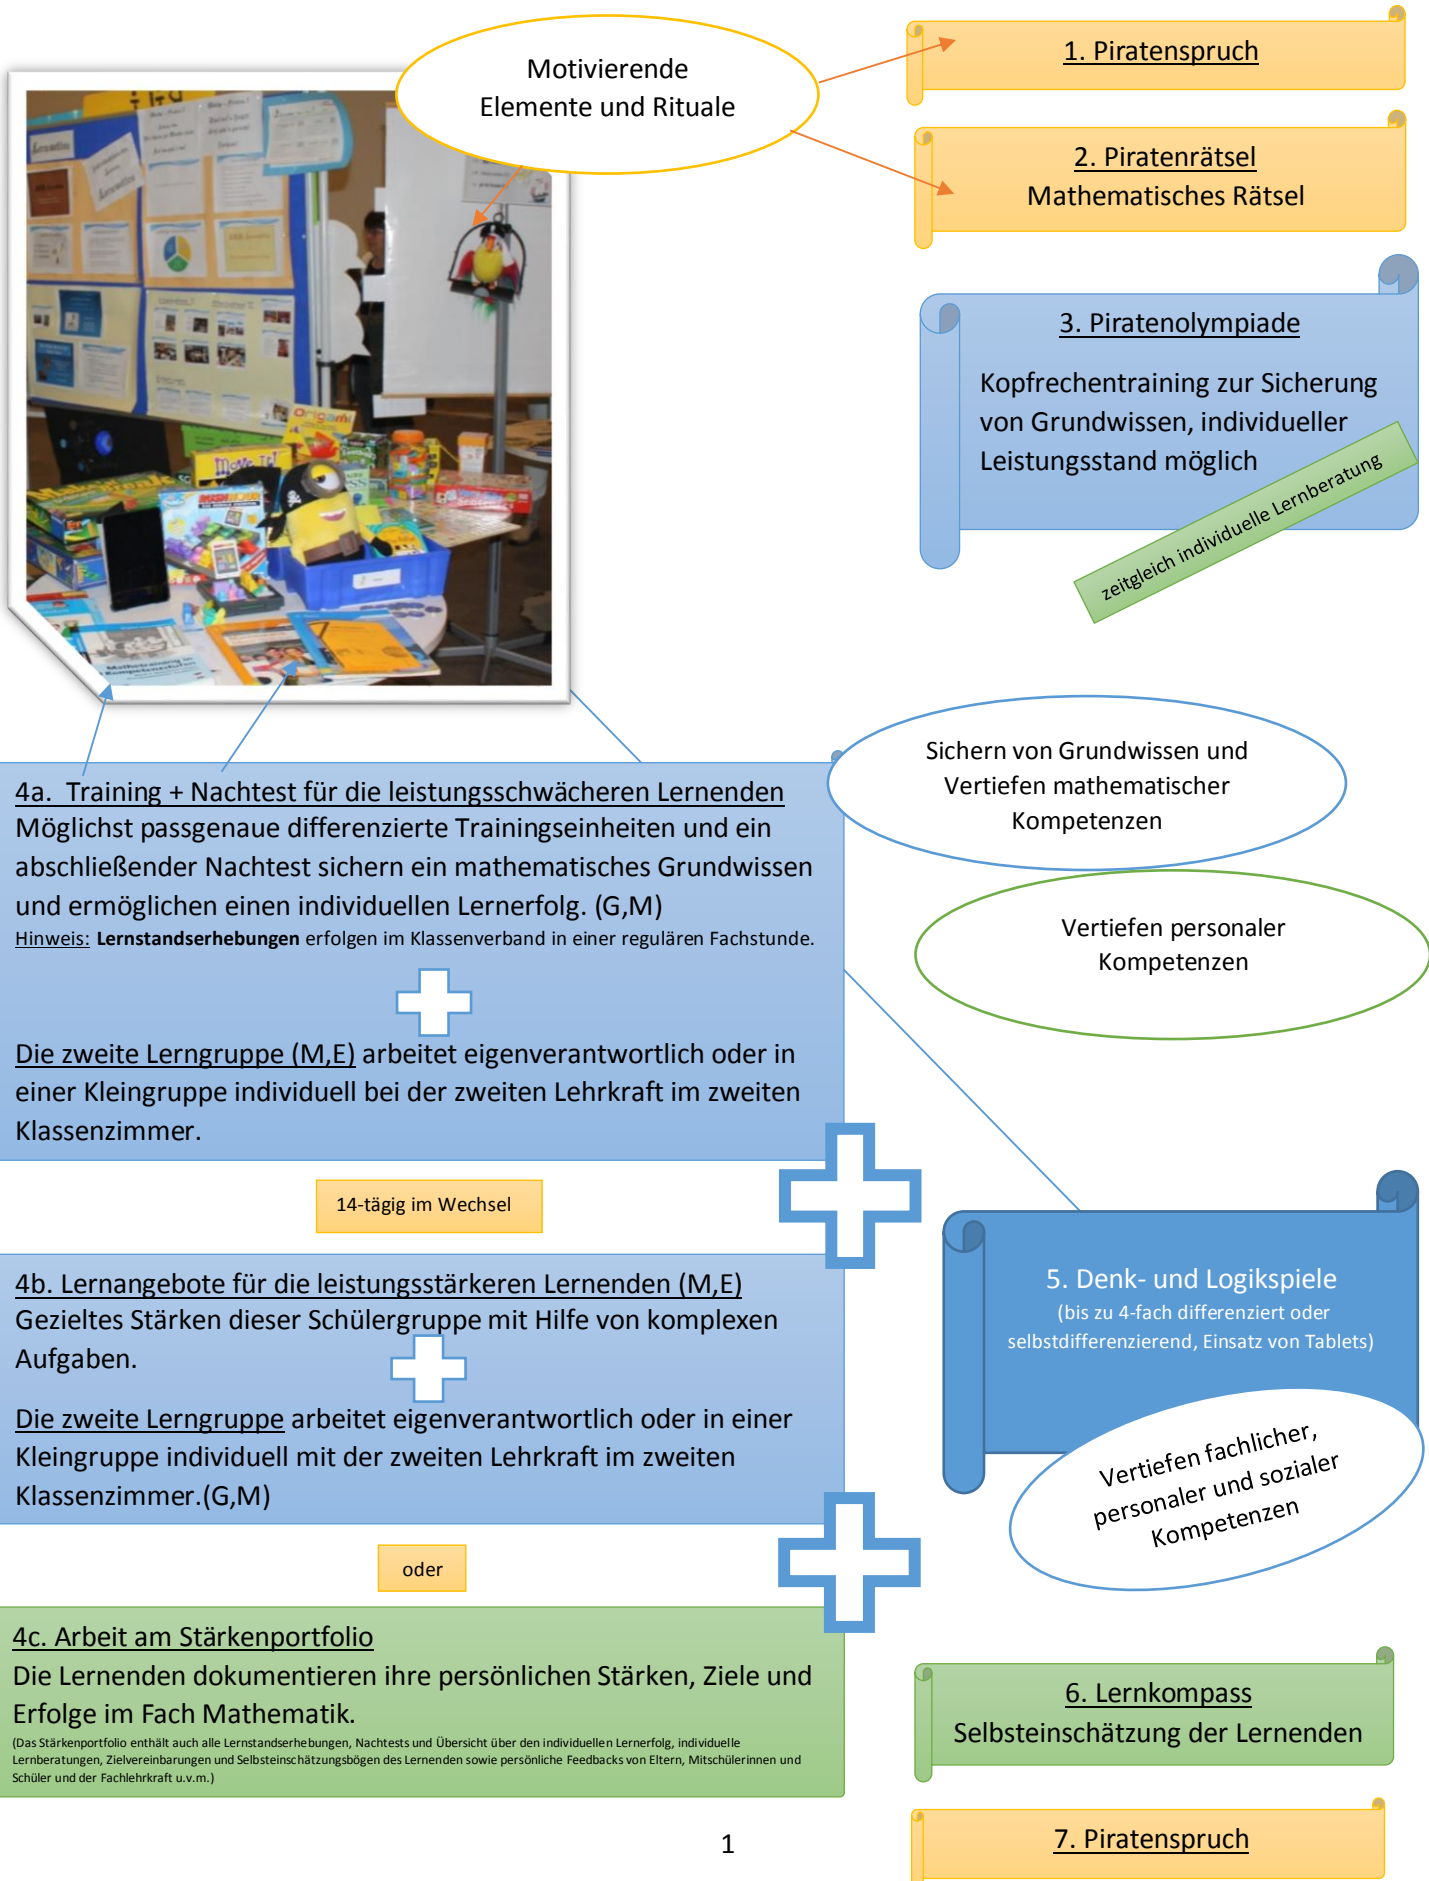 Motivierende
Elemente und Rituale
1. Piratenspruch
2. Piratenrätsel
Mathematisches Rätsel
3. Piratenolympiade
Kopfrechentraining zur Sicherung
von Grundwissen, individueller
Leistungsstand möglich
zeitgleich individuelle Lernberatung
Origami
Move It!
Mathetraining in
Kompetenzstufen
Sichern von Grundwissen und
Vertiefen mathematischer
Kompetenzen
Vertiefen personaler
Kompetenzen
4a. Training + Nachtest für die leistungsschwächeren Lernenden
Möglichst passgenaue differenzierte Trainingseinheiten und ein
abschließender Nachtest sichern ein mathematisches Grundwissen
und ermöglichen einen individuellen Lernerfolg. (G,M)
Hinweis: Lernstandserhebungen erfolgen im Klassenverband in einer regulären Fachstunde.
Die zweite Lerngruppe (M,E) arbeitet eigenverantwortlich oder in
einer Kleingruppe individuell bei der zweiten Lehrkraft im zweiten
Klassenzimmer.
14-tägig im Wechsel
4b. Lernangebote für die leistungsstärkeren Lernenden (M,E)
Gezieltes Stärken dieser Schülergruppe mit Hilfe von komplexen
Aufgaben.
Die zweite Lerngruppe arbeitet eigenverantwortlich oder in einer
Kleingruppe individuell mit der zweiten Lehrkraft im zweiten
Klassenzimmer.(G,M)
oder
4c. Arbeit am Stärkenportfolio
Die Lernenden dokumentieren ihre persönlichen Stärken, Ziele und
Erfolge im Fach Mathematik.
(Das Stärkenportfolio enthält auch alle Lernstandserhebungen, Nachtests und Übersicht über den individuellen Lernerfolg, individuelle
Lernberatungen, Zielvereinbarungen und Selbsteinschätzungsbögen des Lernenden sowie persönliche Feedbacks von Eltern, Mitschülerinnen und
Schüler und der Fachlehrkraft u.v.m.)
5. Denk- und Logikspiele
(bis zu 4-fach differenziert oder
selbstdifferenzierend, Einsatz von Tablets)
Vertiefen fachlicher,
personaler und sozialer
Kompetenzen
6. Lernkompass
Selbsteinschätzung der Lernenden
7. Piratenspruch
1